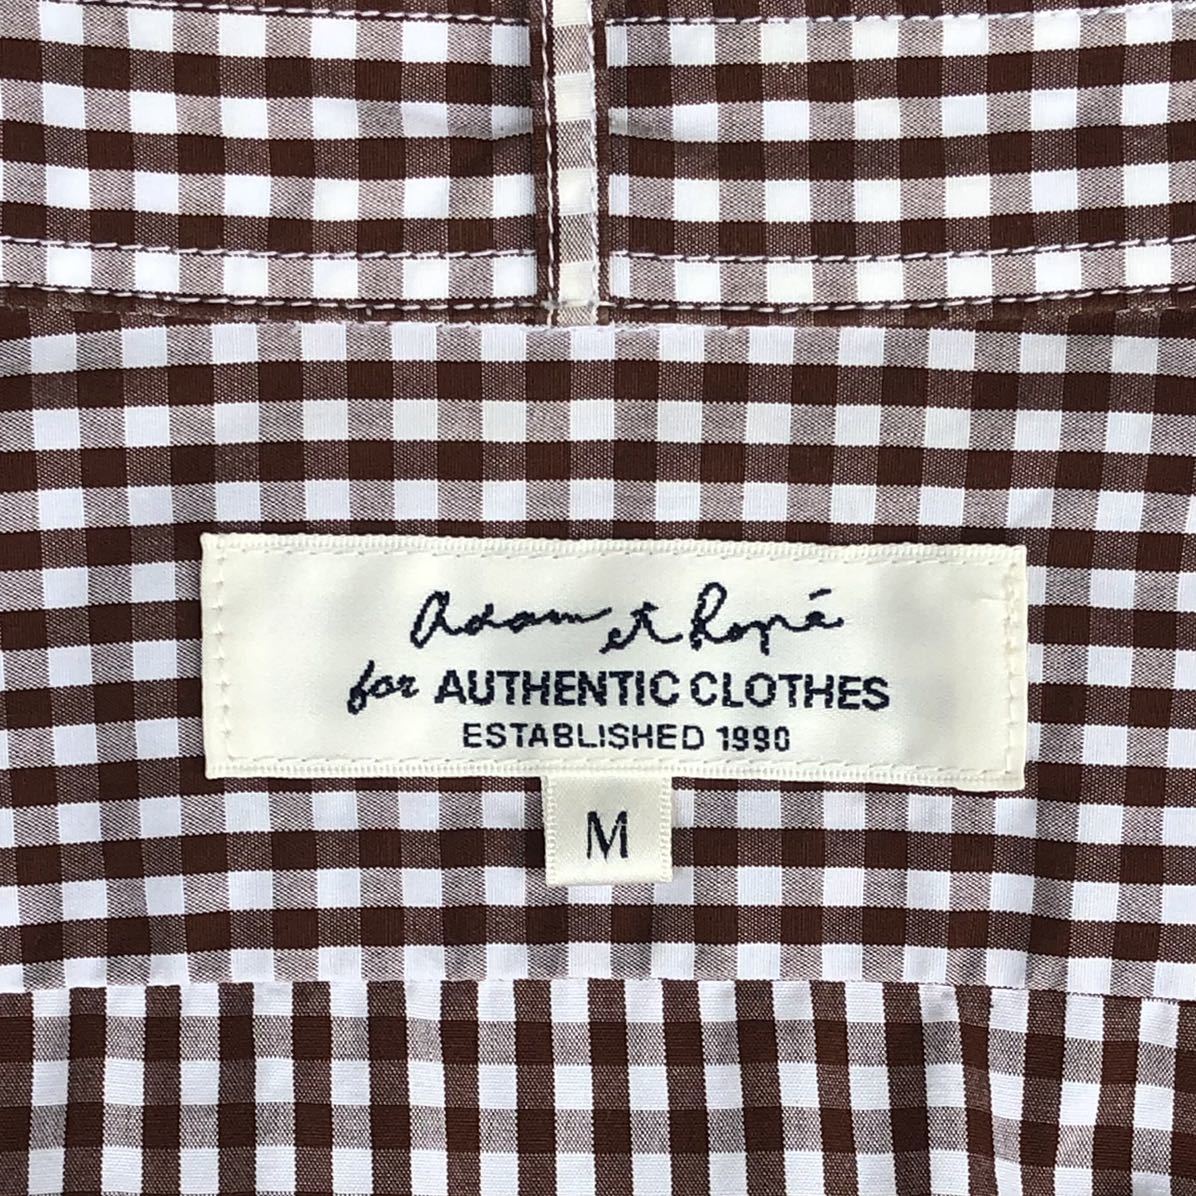 Adam et Ropé
for AUTHENTIC CLOTHES
ESTABLISHED 1990
M